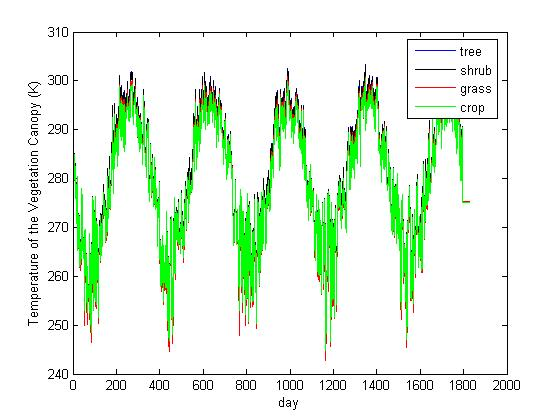 310
300
290
280
270
260
250
240
Temperature of the Vegetation Canopy (K)
tree
shrub
grass
crop
0 200 400 600 800 1000 1200 1400 1600 1800 2000
day